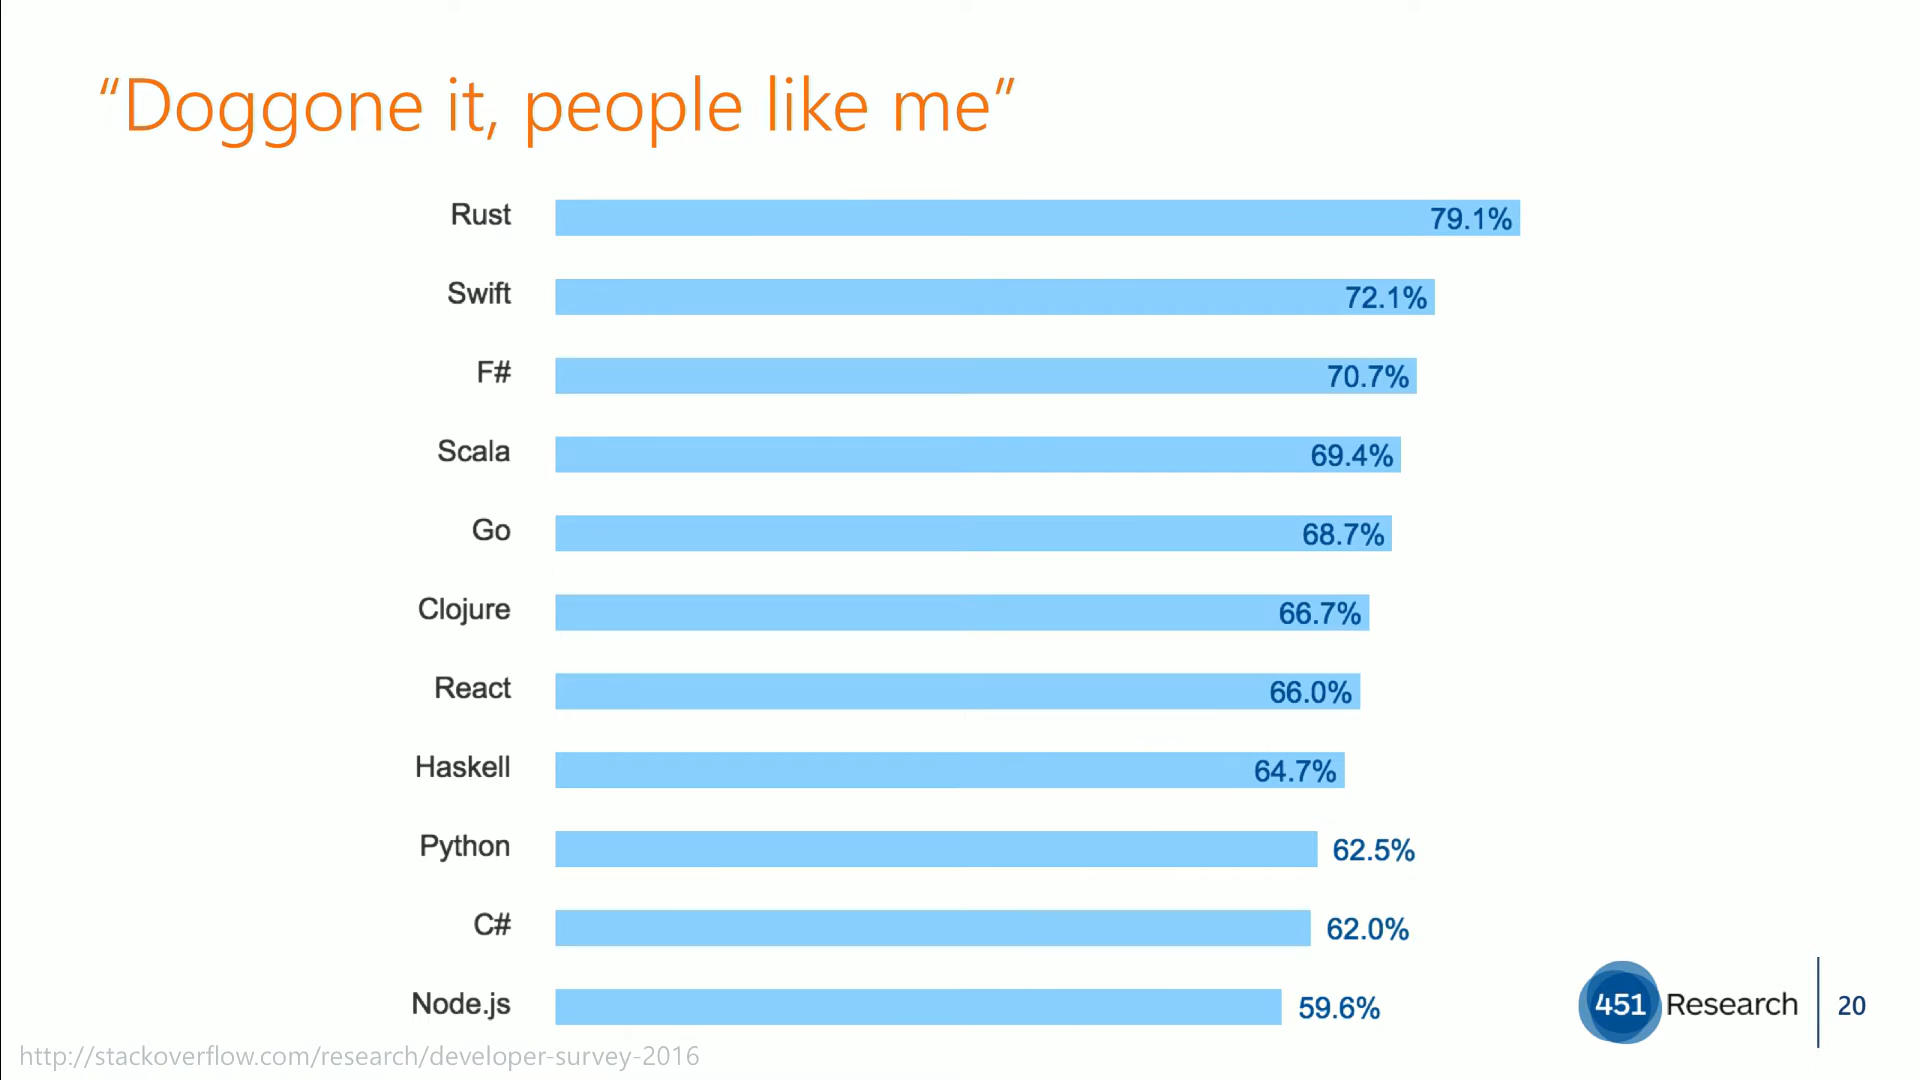 “Doggone it, people like me”
Rust 79.1%
Swift 72.1%
F# 70.7%
Scala 69.4%
Go 68.7%
Clojure 66.7%
React 66.0%
Haskell 64.7%
Python 62.5%
C# 62.0%
Node.js 59.6%
451 Research 20
http://stackoverflow.com/research/developer-survey-2016